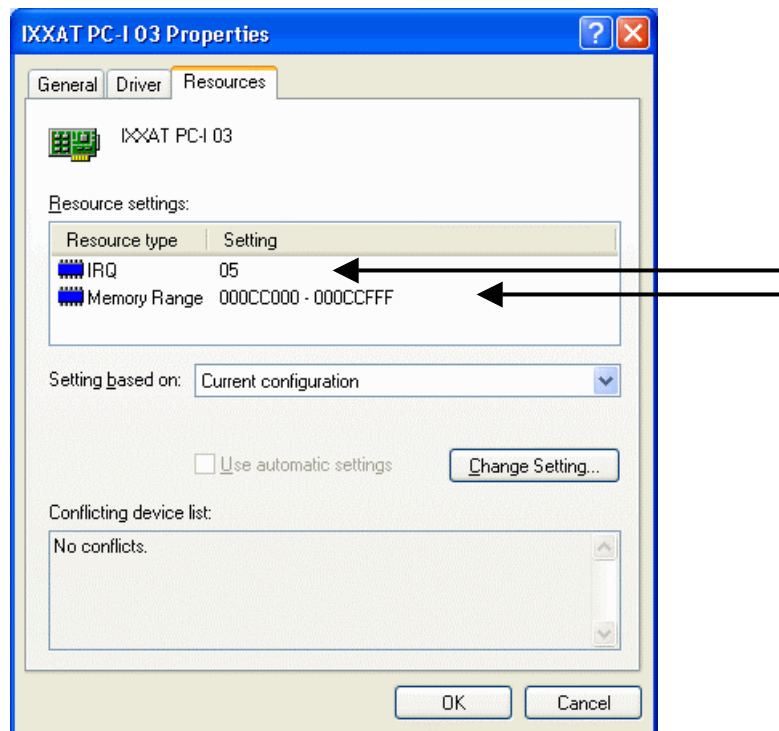 IXXAT PC-I 03 Properties
General Driver Resources
IXXAT PC-I 03
Resource settings:
Resource type Setting
IRQ 05
Memory Range 000CC000 - 000CCFFF
Setting based on: Current configuration
Use automatic settings Change Setting...
Conflicting device list:
No conflicts.
OK Cancel